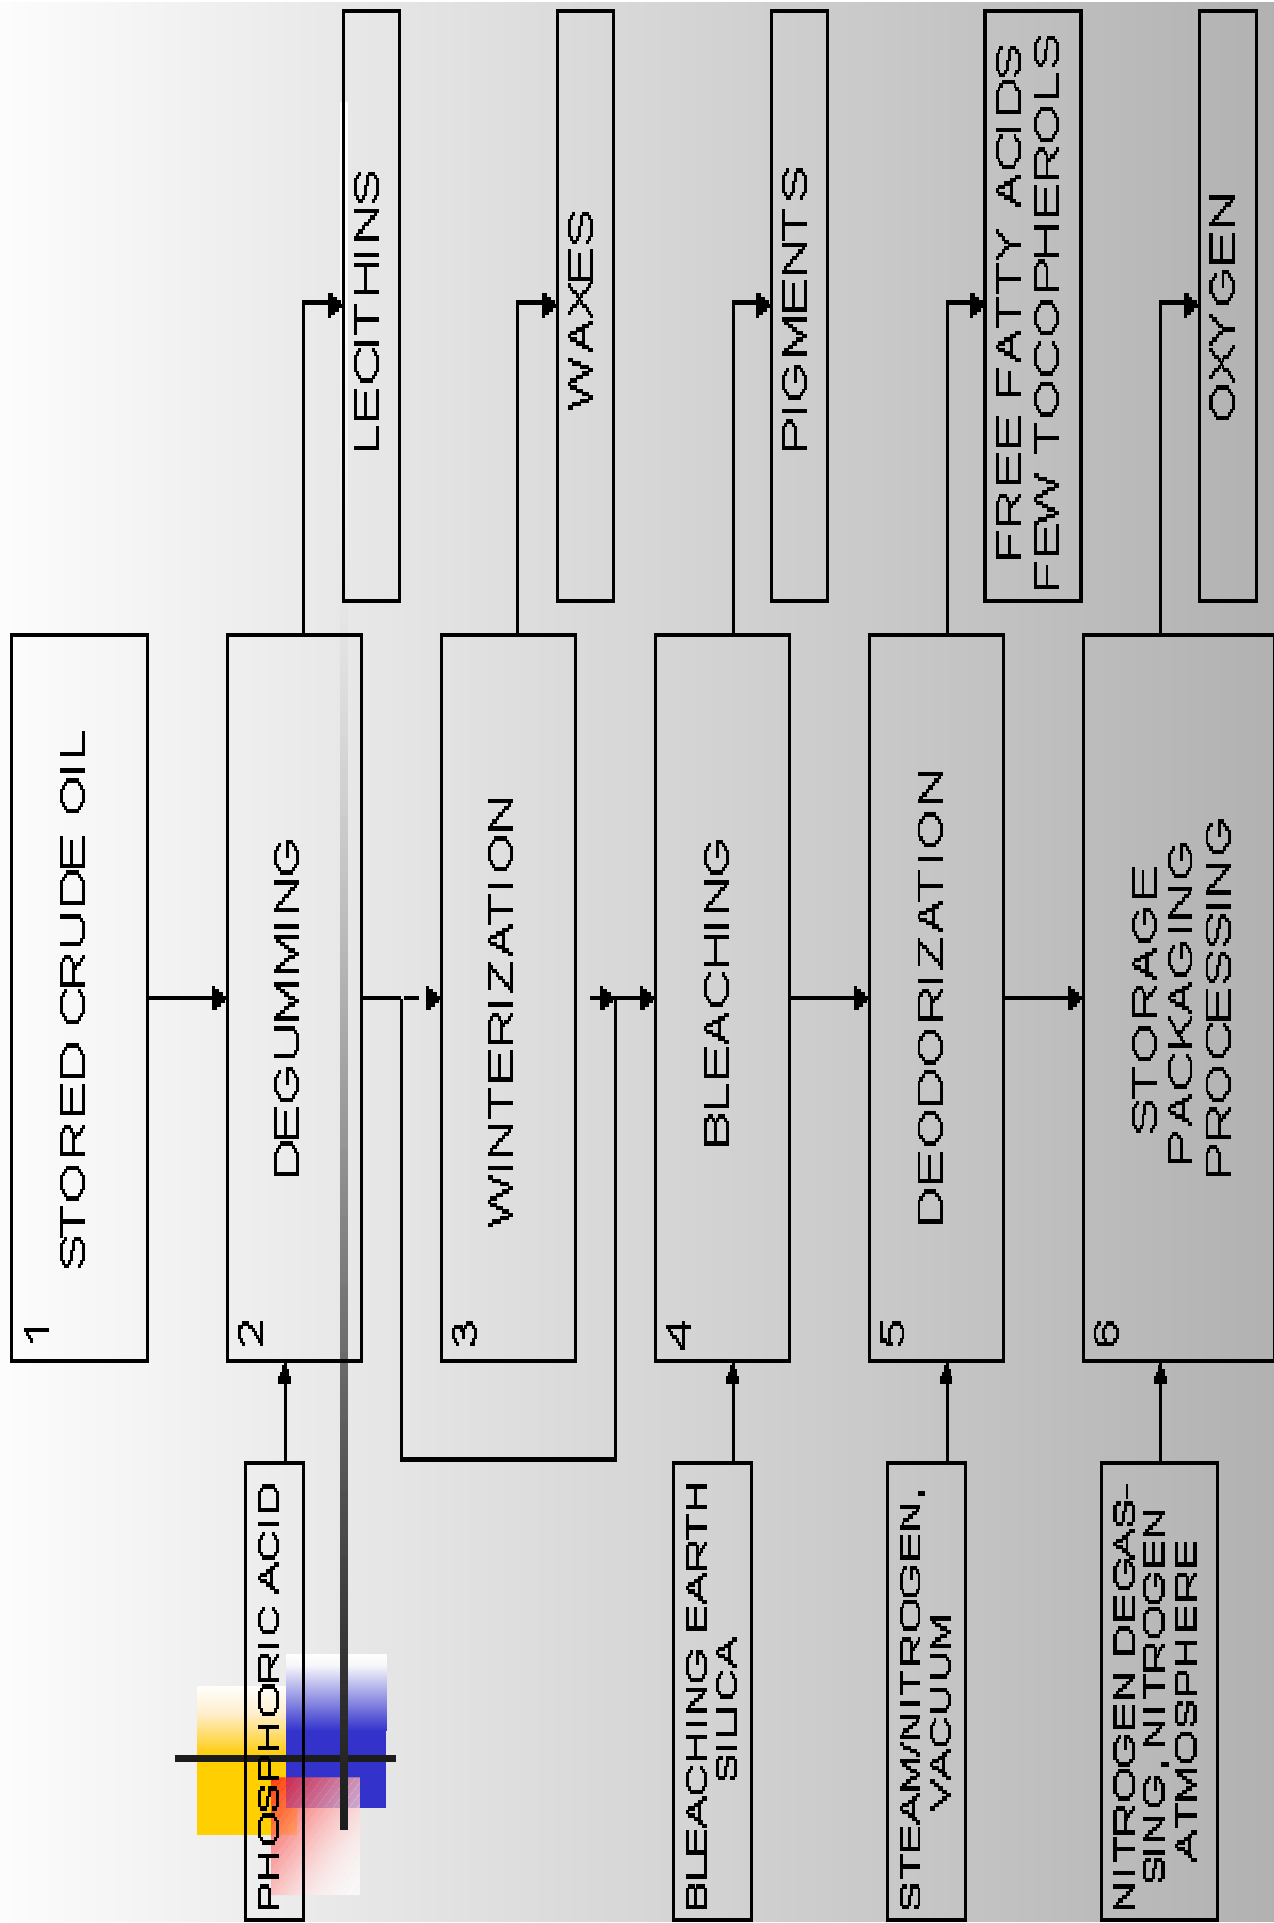 1
STORED CRUDE OIL
PHOSPHORIC ACID
2
DEGUMMING
LECITHINS
3
WINTERIZATION
WAXES
BLEACHING EARTH
SILICA
4
BLEACHING
PIGMENTS
STEAM/NITROGEN,
VACUUM
5
DEODORIZATION
FREE FATTY ACIDS
FEW TOCOPHEROLS
NITROGEN DEGAS-
SING, NITROGEN
ATMOSPHERE
6
STORAGE
PACKAGING
PROCESSING
OXYGEN